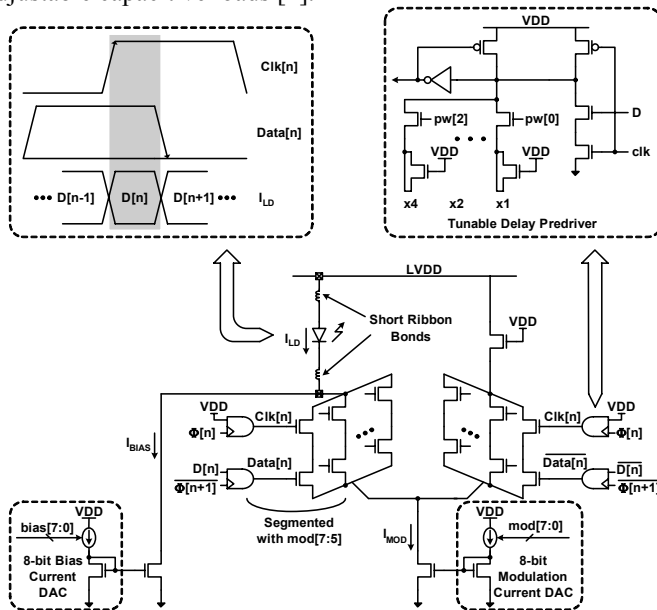 VDD
Clk[n]
Data[n]
D[n-1] D[n] D[n+1] I_LD
pw[2] pw[0]
D
VDD VDD
clk
x4 x2 x1
Tunable Delay Predriver
LVDD
Short Ribbon
Bonds
I_LD
VDD
VDD Clk[n]
Φ[n]
Clk[n] VDD
Φ[n]
I_BIAS
D[n] Data[n]
Φ[n+1]
Data[n] D[n]
Φ[n+1]
Segmented
with mod[7:5]
I_MOD
VDD
bias[7:0]
8-bit Bias
Current
DAC
VDD
mod[7:0]
8-bit
Modulation
Current DAC